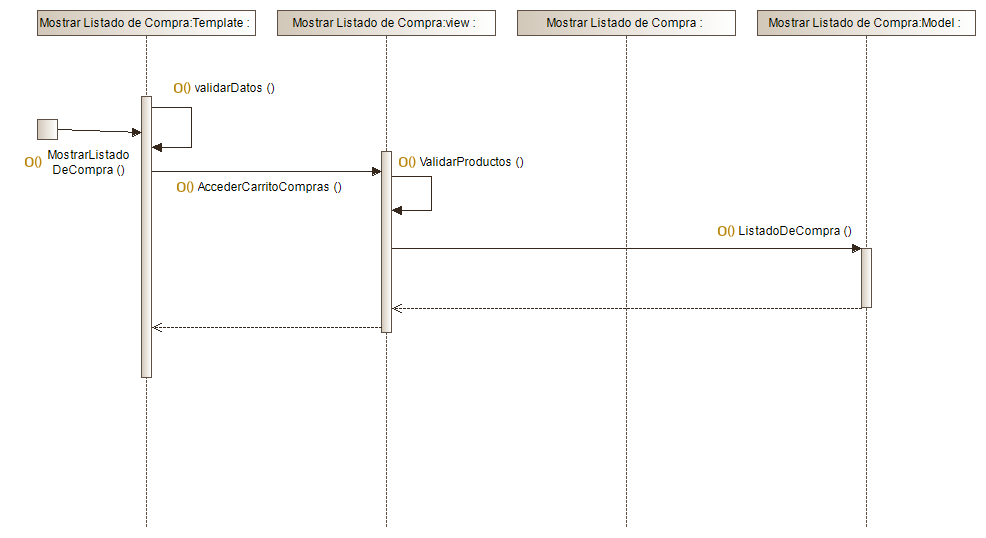 Mostrar Listado de Compra:Template :
Mostrar Listado de Compra:view :
Mostrar Listado de Compra :
Mostrar Listado de Compra:Model :
O() validarDatos ()
O() MostrarListado
DeCompra ()
O() ValidarProductos ()
O() AccederCarritoCompras ()
O() ListadoDeCompra ()